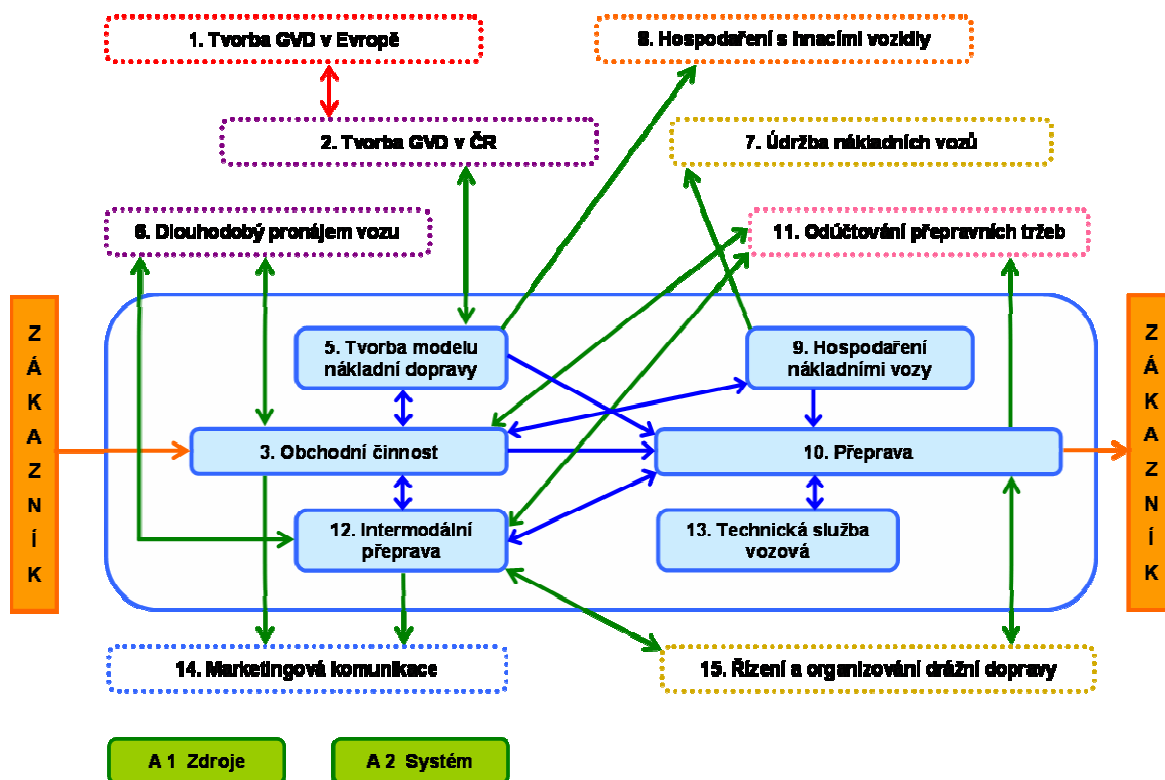 1. Tvorba GVD v Evropě
8. Hospodaření s hnacími vozidly
2. Tvorba GVD v ČR
7. Údržba nákladních vozů
6. Dlouhodobý pronájem vozu
11. Odúčtování přepravních tržeb
Z
Á
K
A
Z
N
Í
K
5. Tvorba modelu
nákladní dopravy
9. Hospodaření
nákladními vozy
3. Obchodní činnost
10. Přeprava
12. Intermodální
přeprava
13. Technická služba
vozová
Z
Á
K
A
Z
N
Í
K
14. Marketingová komunikace
15. Řízení a organizování drážní dopravy
A 1 Zdroje
A 2 Systém